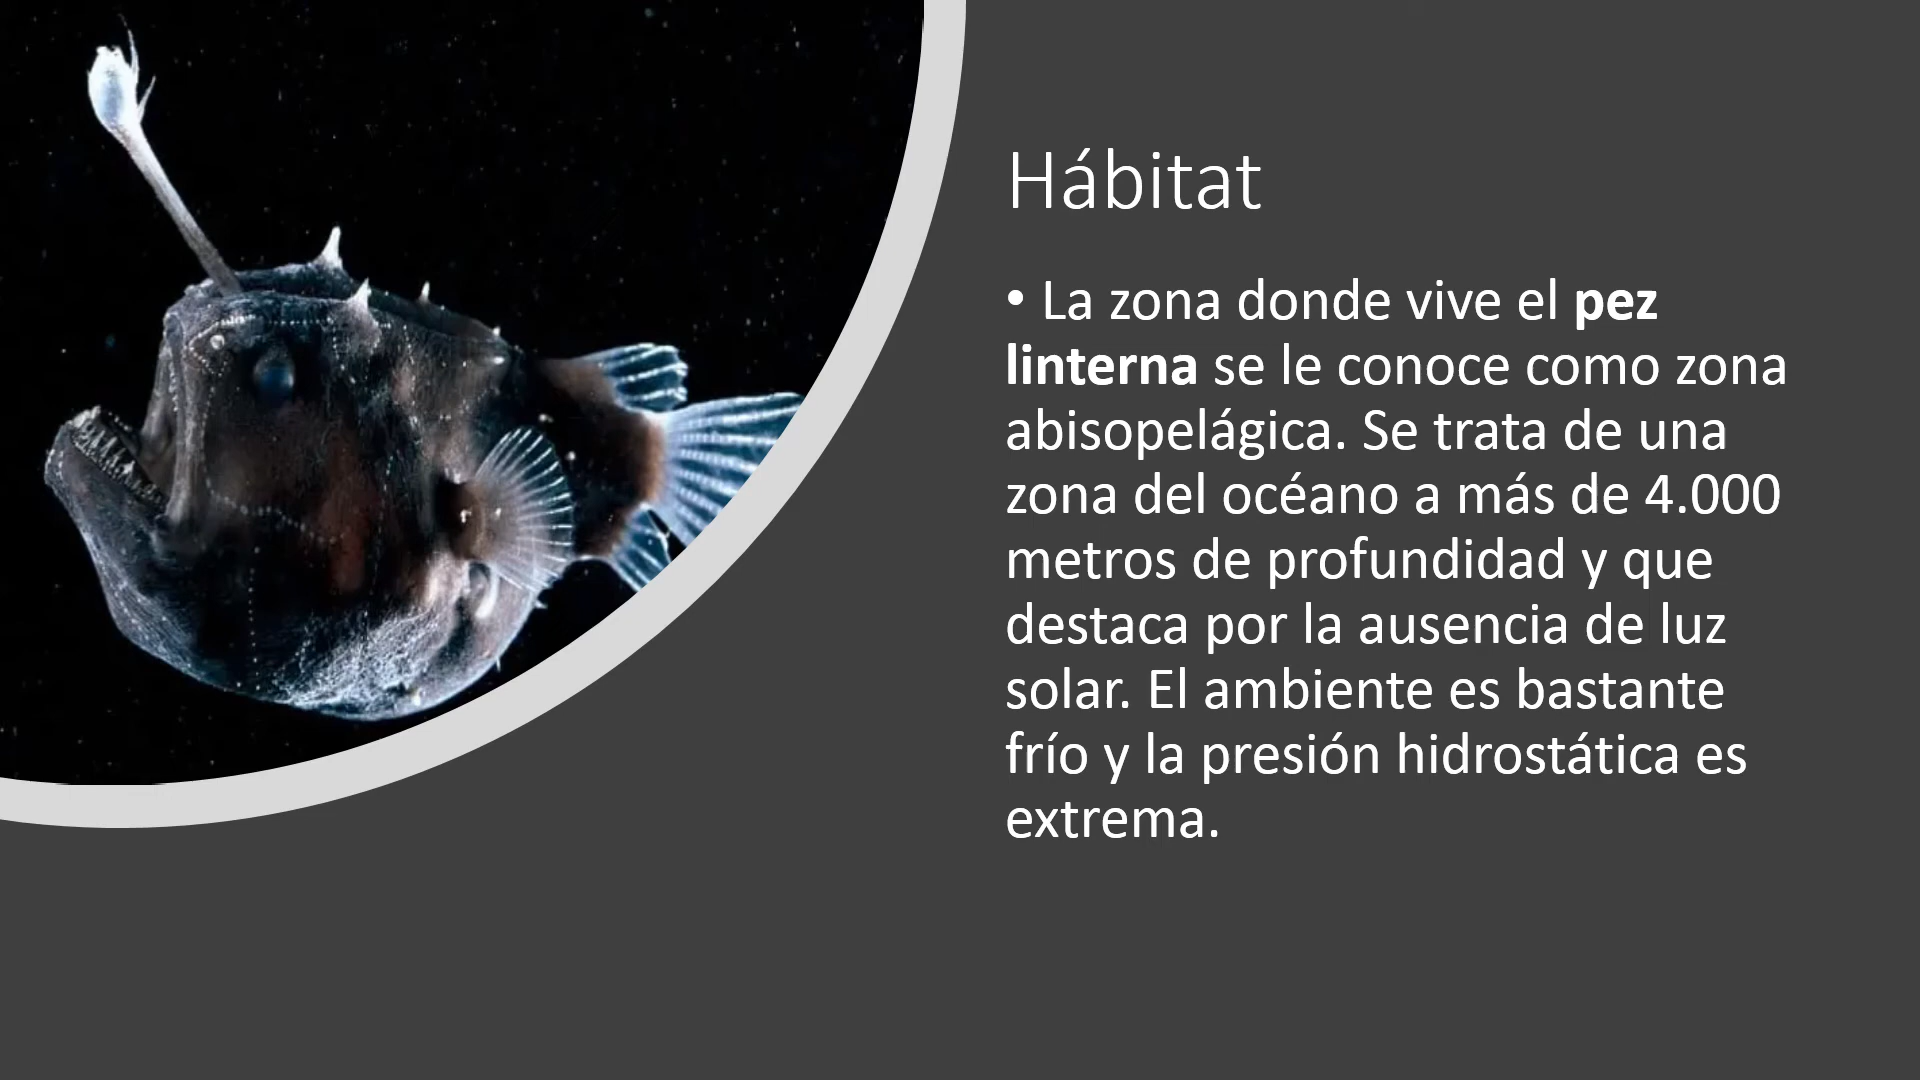 Hábitat
• La zona donde vive el pez
linterna se le conoce como zona
abisopelágica. Se trata de una
zona del océano a más de 4.000
metros de profundidad y que
destaca por la ausencia de luz
solar. El ambiente es bastante
frío y la presión hidrostática es
extrema.